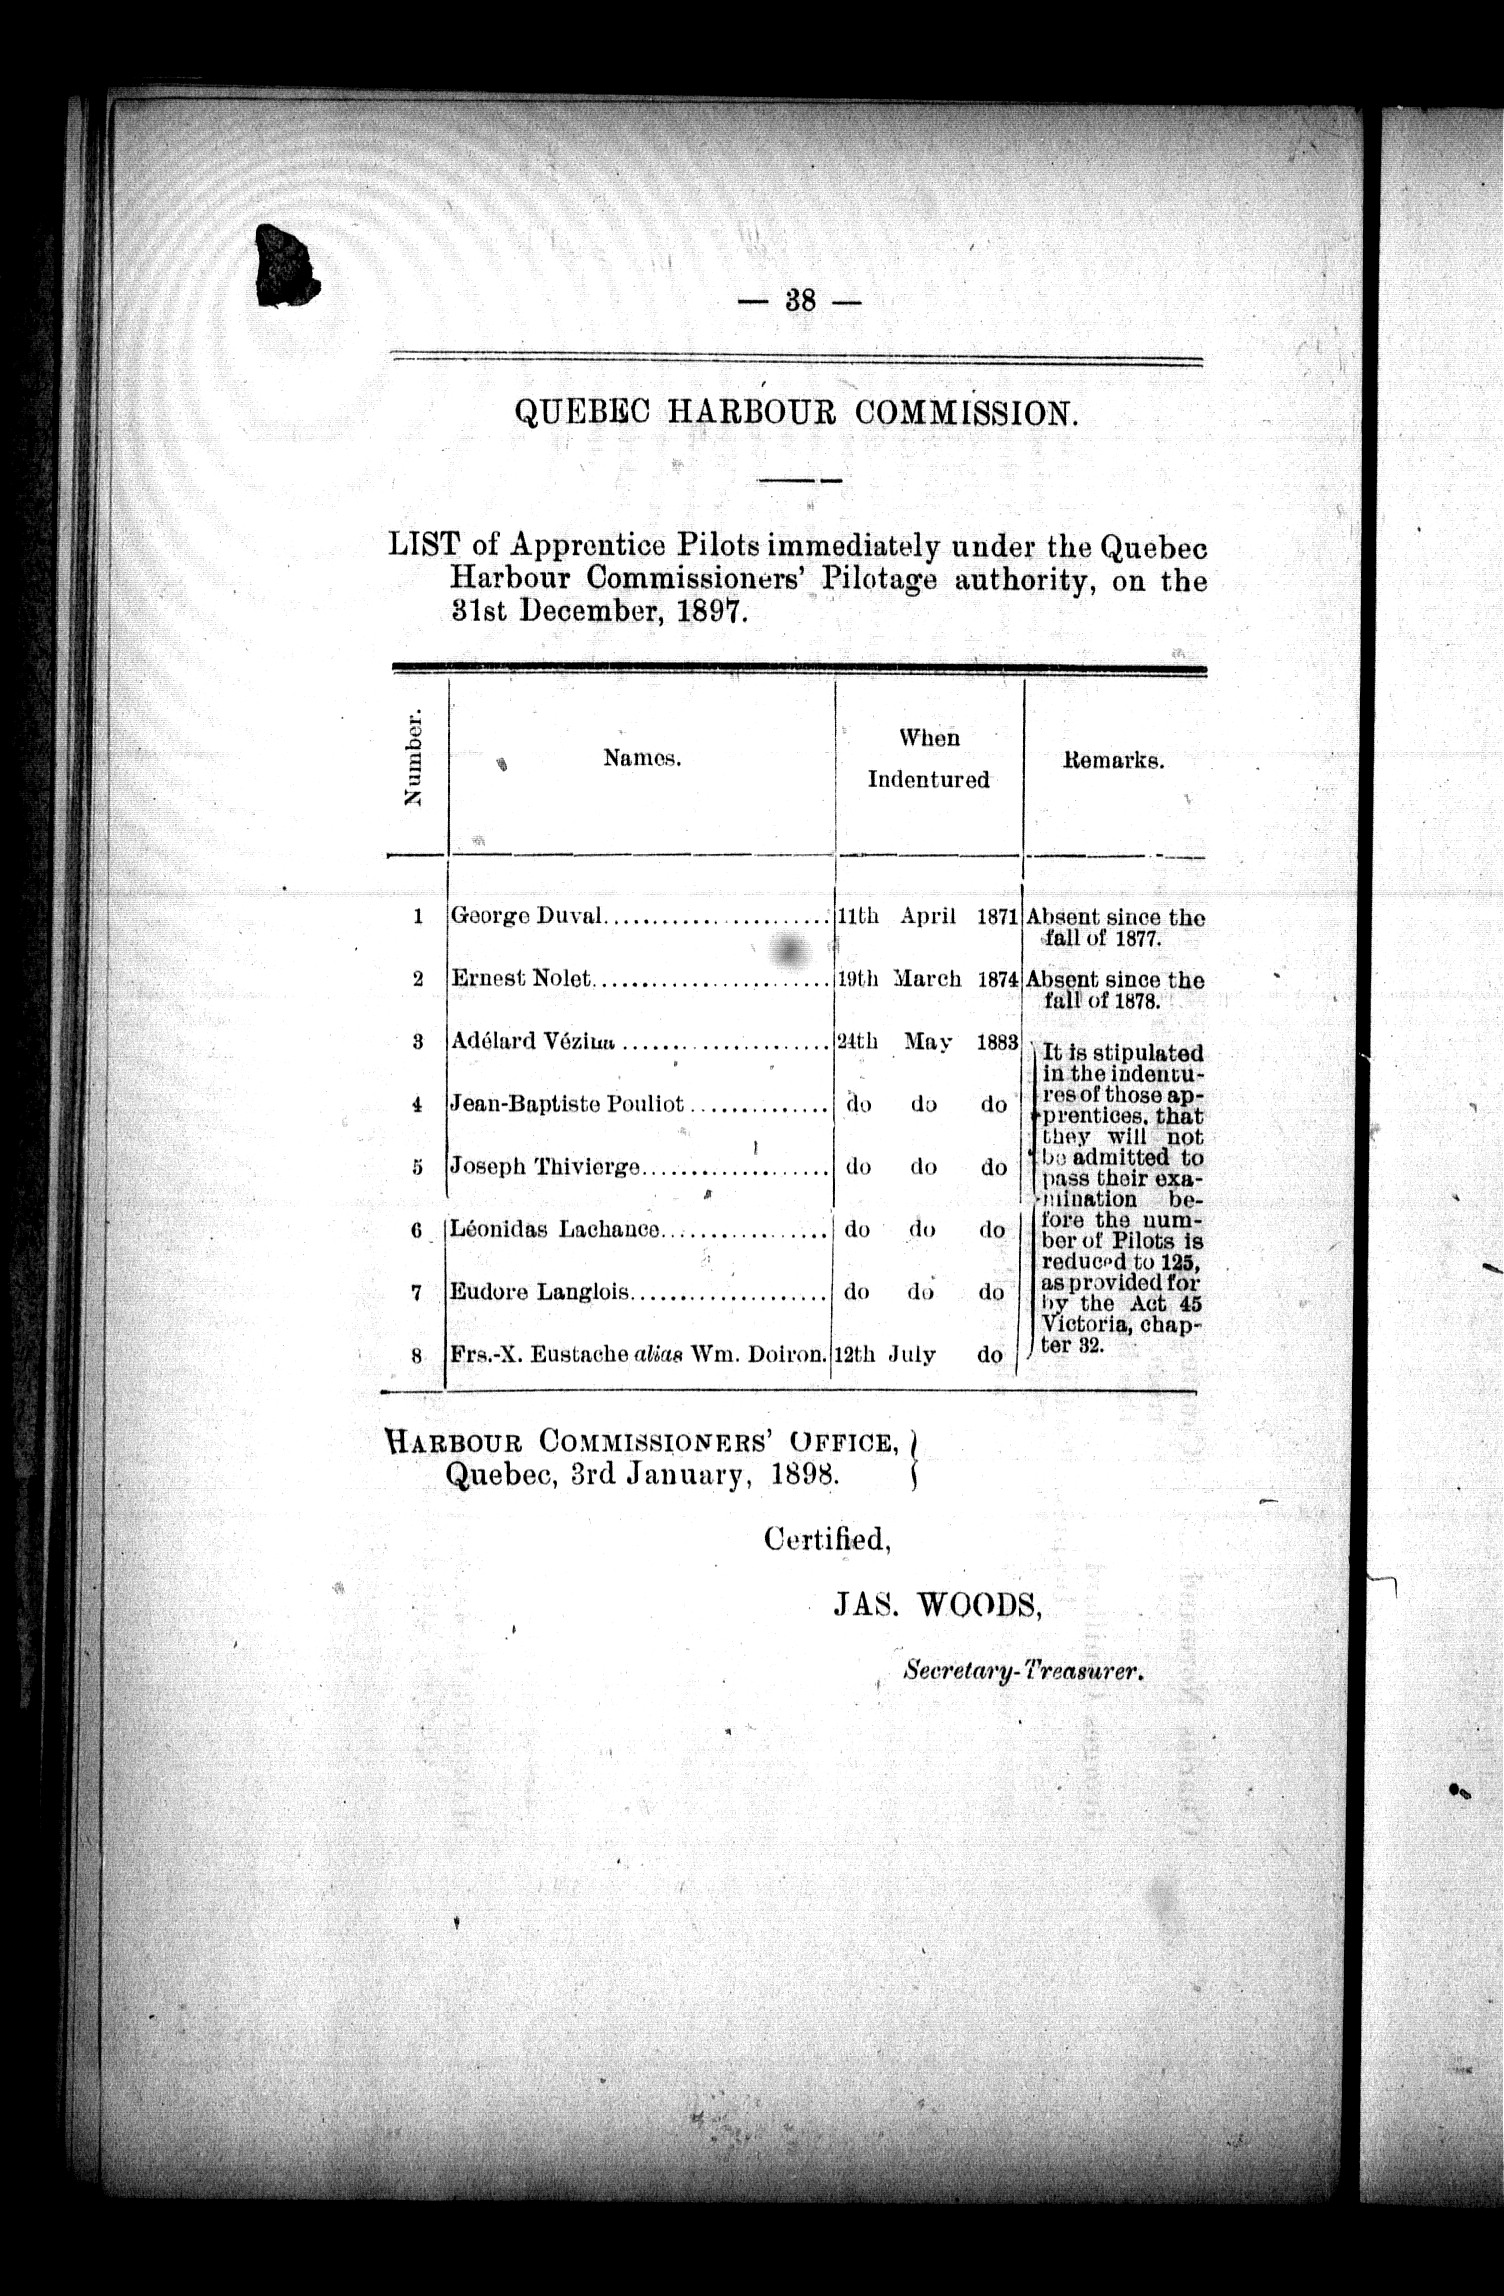 — 38 —
QUEBEC HARBOUR COMMISSION.
LIST of Apprentice Pilots immediately under the Quebec
Harbour Commissioners' Pilotage authority, on the
31st December, 1897.
Number.
Names.
When
Indentured
Remarks.
1 George Duval....................... 11th April 1871 Absent since the
fall of 1877.
2 Ernest Nolet........................ 19th March 1874 Absent since the
fall of 1878.
3 Adélard Vézina ..................... 24th May 1883
4 Jean-Baptiste Pouliot .............. do do do
5 Joseph Thivierge................... do do do
6 Léonidas Lachance................. do do do
7 Eudore Langlois.................... do do do
8 Frs.-X. Eustache alias Wm. Doiron. 12th July do
It is stipulated
in the indentu-
res of those ap-
prentices, that
they will not
be admitted to
pass their exa-
mination be-
fore the num-
ber of Pilots is
reduced to 125,
as provided for
by the Act 45
Victoria, chap-
ter 32.
HARBOUR COMMISSIONERS' OFFICE,
Quebec, 3rd January, 1898.
Certified,
JAS. WOODS,
Secretary-Treasurer.